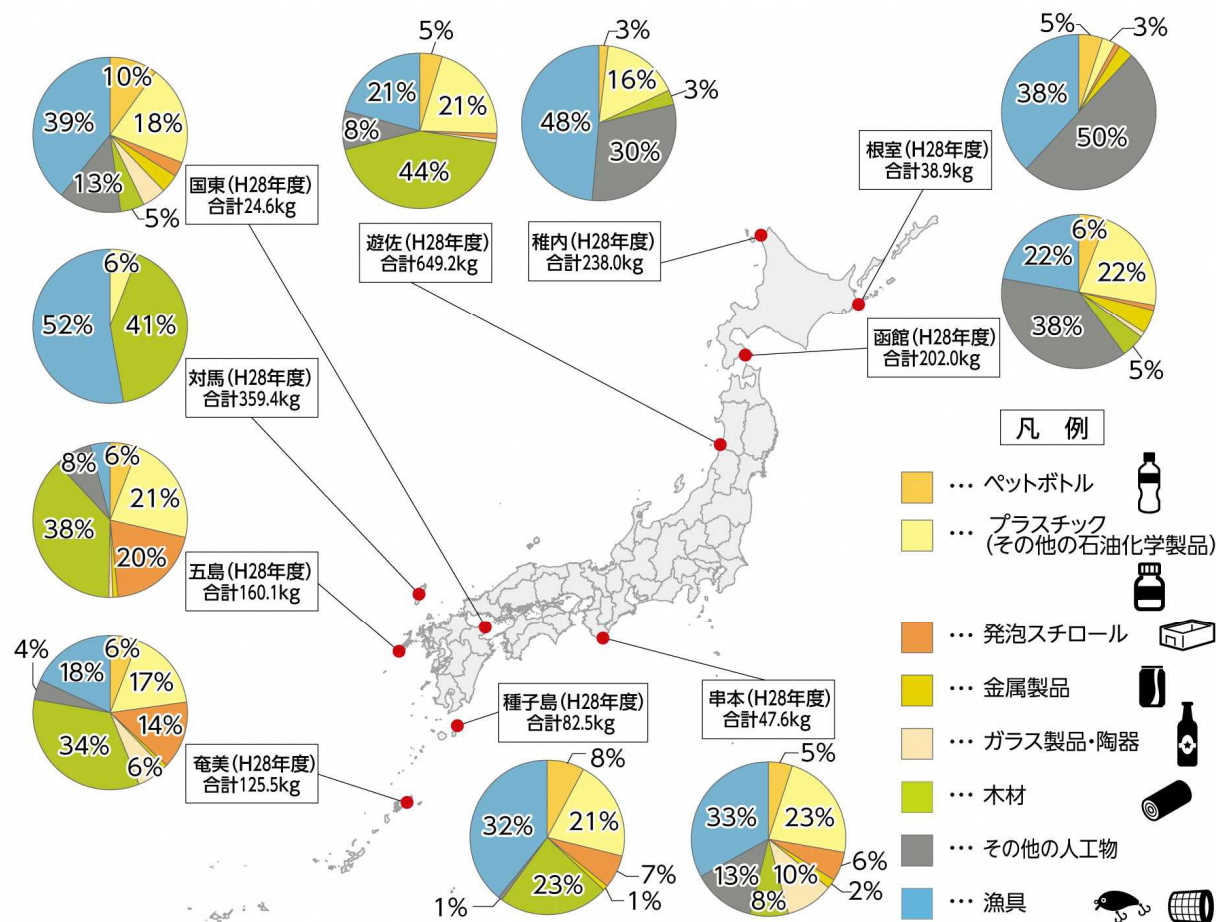 10%
18%
39%
13%
5%
国東(H28年度)
合計24.6kg
5%
21%
21%
8%
44%
遊佐(H28年度)
合計649.2kg
3%
16%
3%
48%
30%
稚内(H28年度)
合計238.0kg
5%
3%
38%
50%
根室(H28年度)
合計38.9kg
6%
22%
22%
38%
5%
函館(H28年度)
合計202.0kg
6%
52%
41%
対馬(H28年度)
合計359.4kg
6%
8%
21%
38%
20%
五島(H28年度)
合計160.1kg
6%
4%
18%
17%
14%
34%
6%
奄美(H28年度)
合計125.5kg
種子島(H28年度)
合計82.5kg
8%
32%
21%
7%
23%
1%
1%
串本(H28年度)
合計47.6kg
5%
33%
23%
6%
13%
10%
2%
8%
凡 例
… ペットボトル
… プラスチック
(その他の石油化学製品)
… 発泡スチロール
… 金属製品
… ガラス製品・陶器
… 木材
… その他の人工物
… 漁具